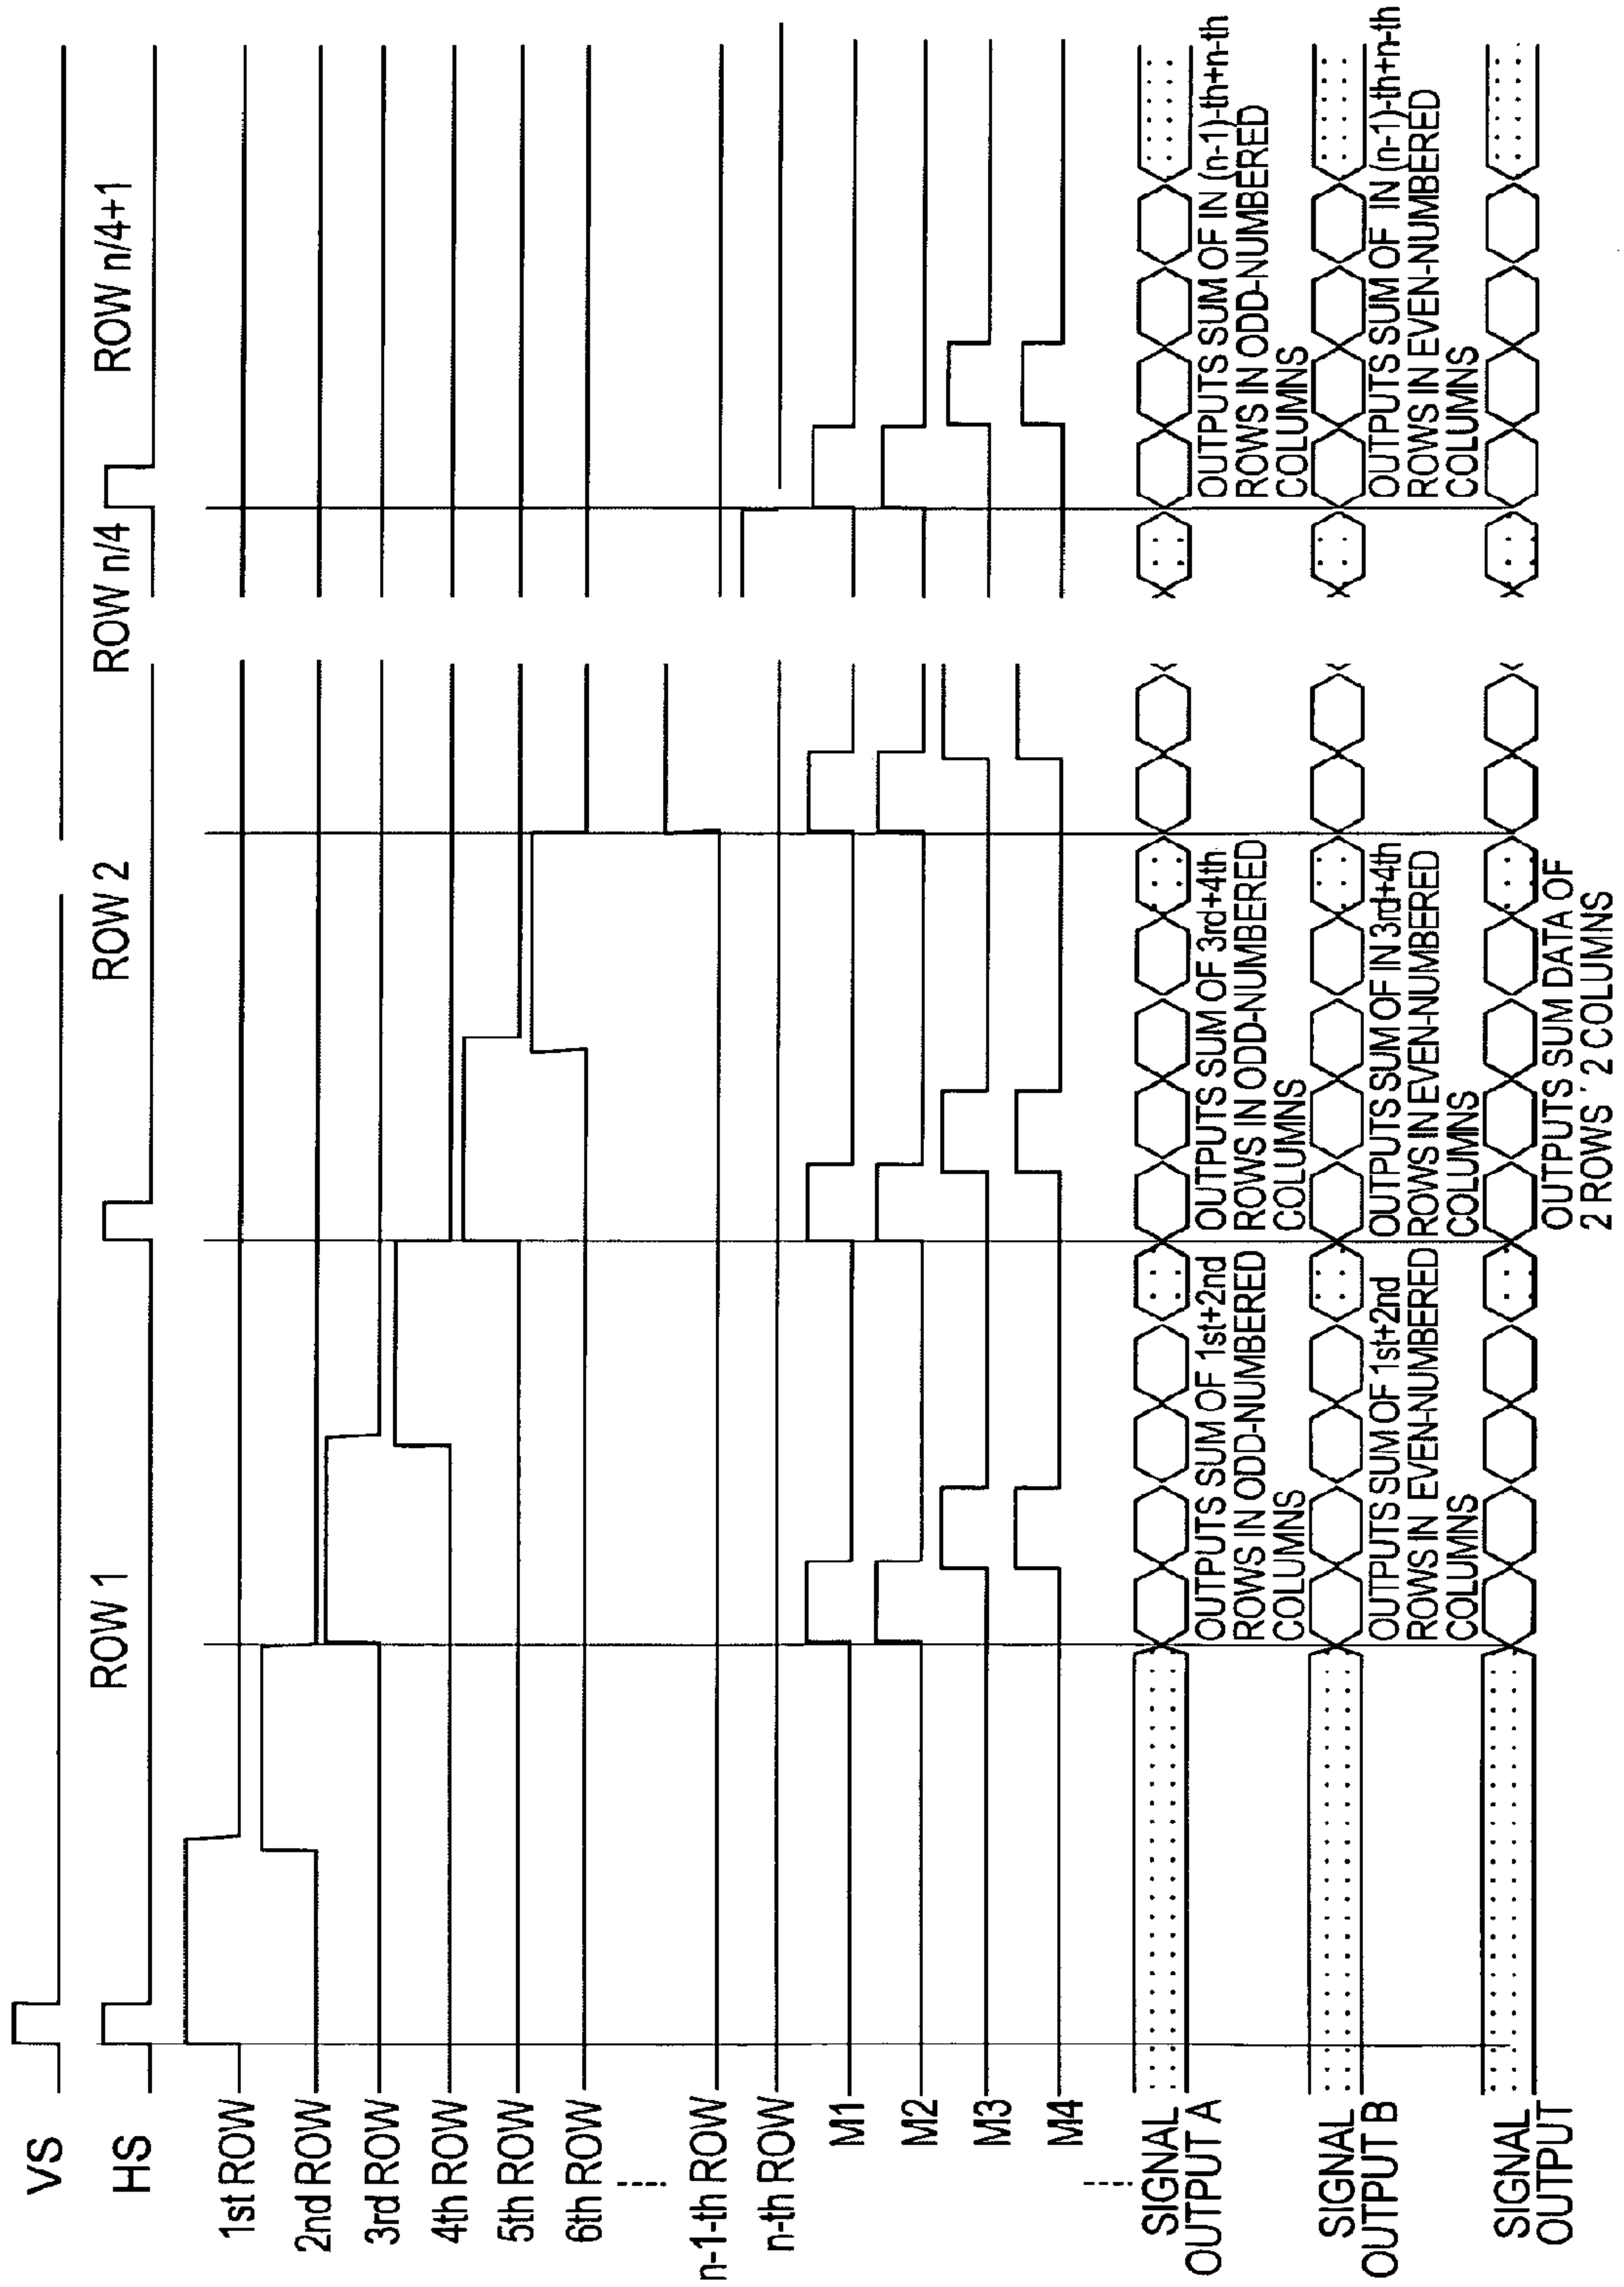 VS
HS
ROW 1
ROW 2
ROW n/4
ROW n/4+1
1st ROW
2nd ROW
3rd ROW
4th ROW
5th ROW
6th ROW
n-1-th ROW
n-th ROW
M1
M2
M3
M4
SIGNAL
OUTPUT A
OUTPUTS SUM OF 1st+2nd
ROWS IN ODD-NUMBERED
COLUMNS
OUTPUTS SUM OF 3rd+4th
ROWS IN ODD-NUMBERED
COLUMNS
OUTPUTS SUM OF IN (n-1)-th+n-th
ROWS IN ODD-NUMBERED
COLUMNS
SIGNAL
OUTPUT B
OUTPUTS SUM OF 1st+2nd
ROWS IN EVEN-NUMBERED
COLUMNS
OUTPUTS SUM OF IN 3rd+4th
ROWS IN EVEN-NUMBERED
COLUMNS
OUTPUTS SUM OF IN (n-1)-th+n-th
ROWS IN EVEN-NUMBERED
COLUMNS
SIGNAL
OUTPUT
OUTPUTS SUM DATA OF
2 ROWS ´ 2 COLUMNS